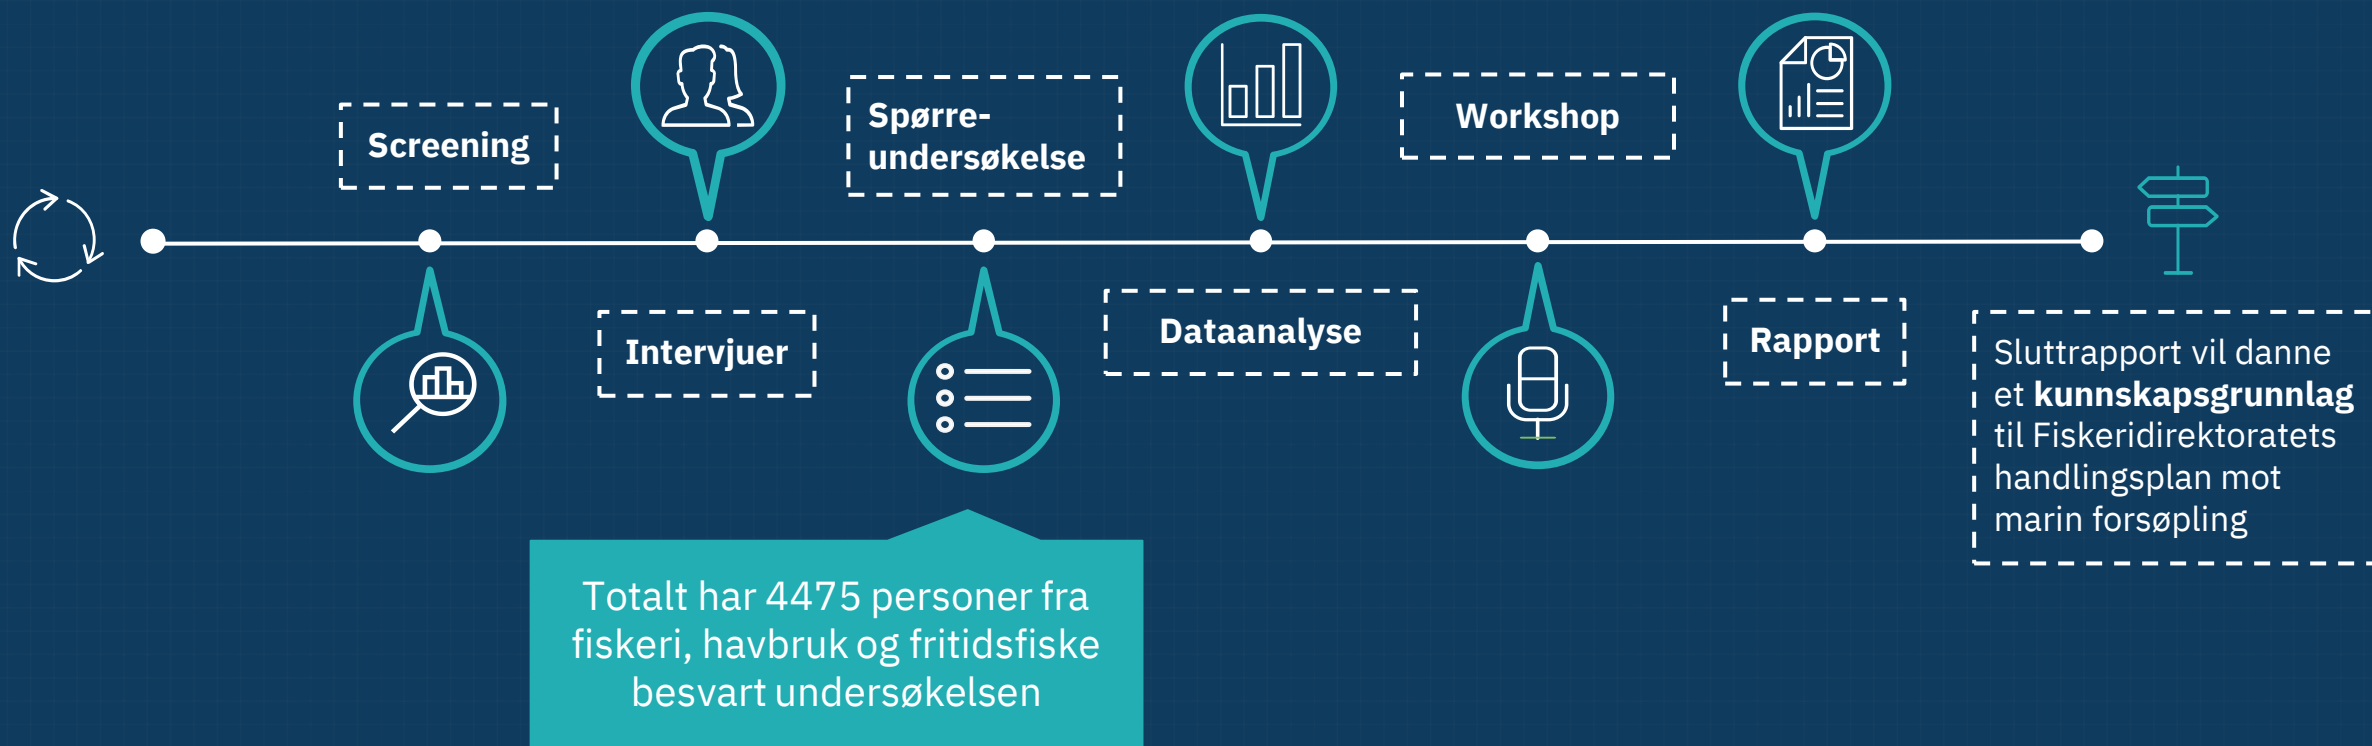 Screening
Intervjuer
Spørre-
undersøkelse
Dataanalyse
Workshop
Rapport
Sluttrapport vil danne
et kunnskapsgrunnlag
til Fiskeridirektoratets
handlingsplan mot
marin forsøpling
Totalt har 4475 personer fra
fiskeri, havbruk og fritidsfiske
besvart undersøkelsen